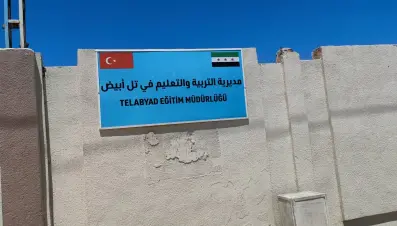 مديرية التربية والتعليم في تل أبيض
TELABYAD EĞİTİM MÜDÜRLÜĞÜ